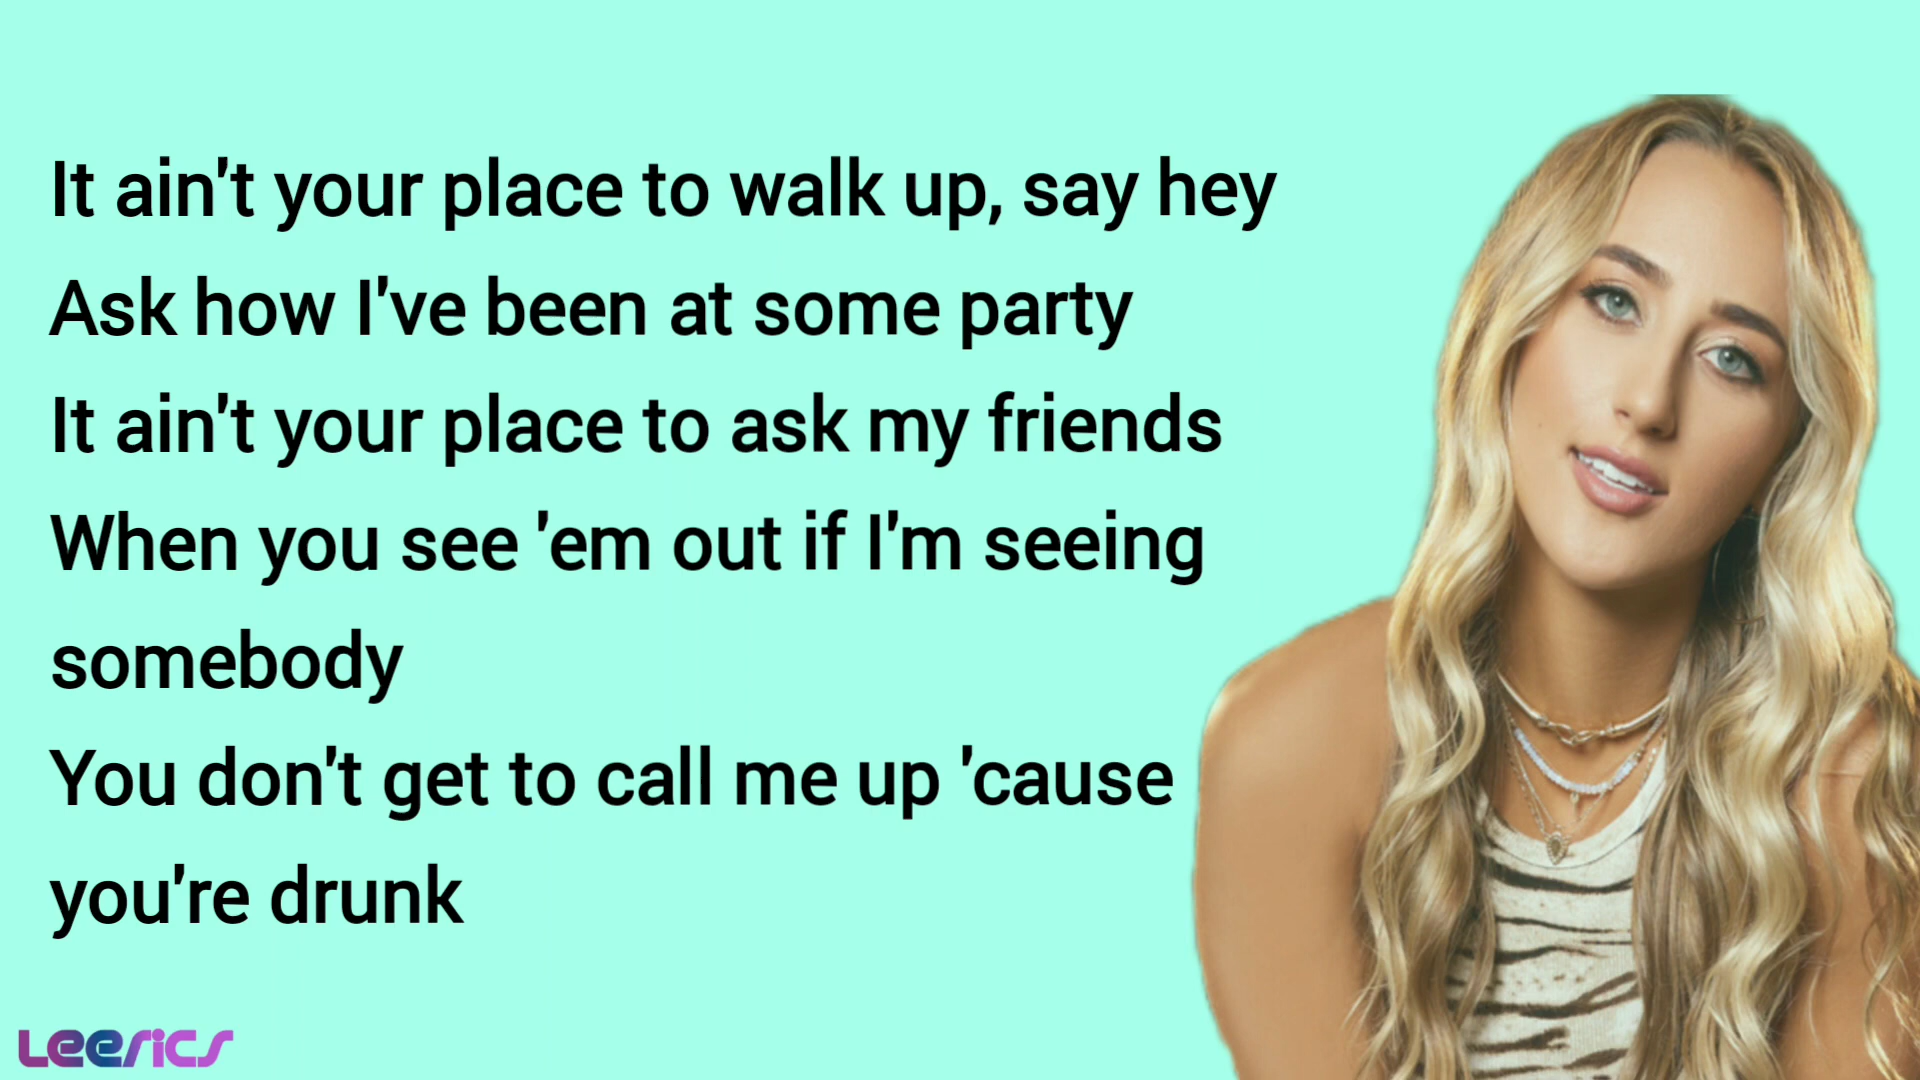 It ain't your place to walk up, say hey
Ask how I've been at some party
It ain't your place to ask my friends
When you see 'em out if I'm seeing
somebody
You don't get to call me up 'cause
you're drunk
Leerics